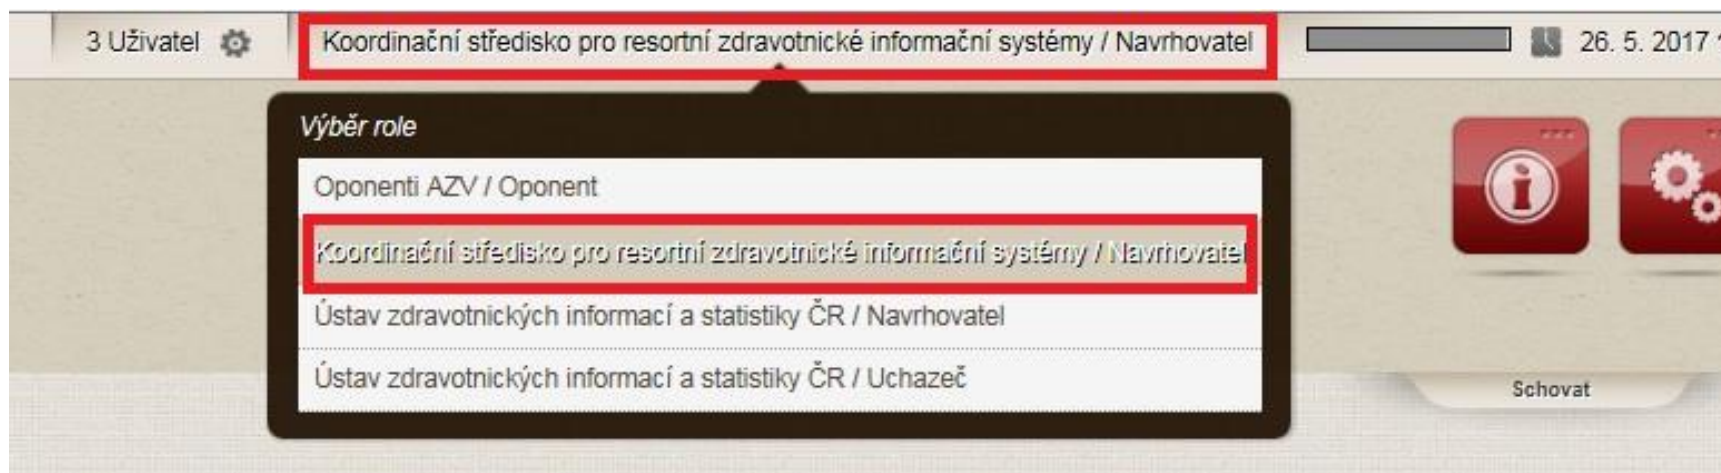 3 Uživatel
Koordinační středisko pro resortní zdravotnické informační systémy / Navrhovatel
26. 5. 2017
Výběr role
Oponenti AZV / Oponent
Koordinační středisko pro resortní zdravotnické informační systémy / Navrhovatel
Ústav zdravotnických informací a statistiky ČR / Navrhovatel
Ústav zdravotnických informací a statistiky ČR / Uchazeč
Schovat